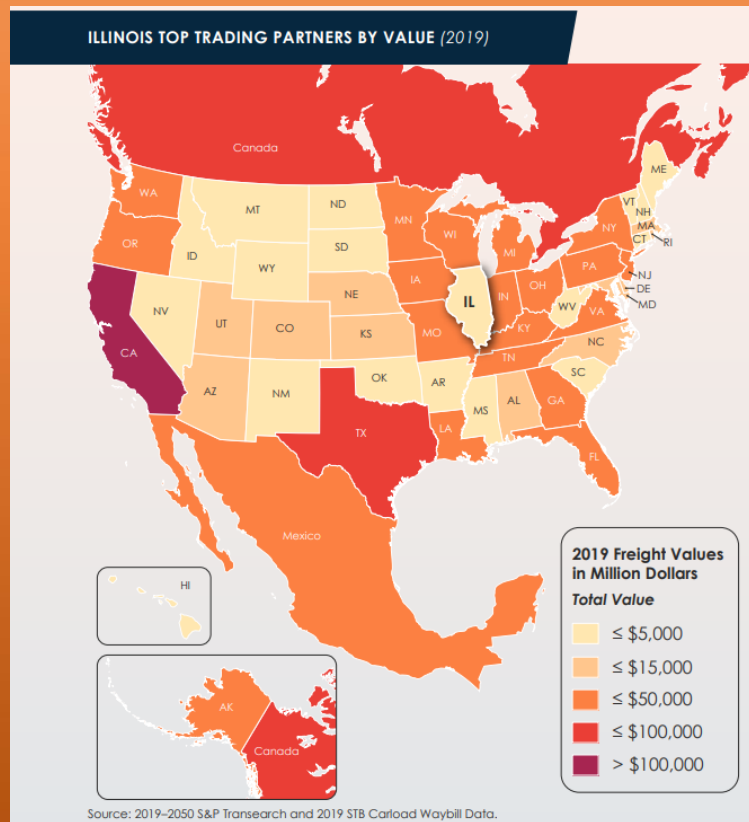 ILLINOIS TOP TRADING PARTNERS BY VALUE (2019)
Canada
WA
MT
ND
MN
ME
VT
NH
OR
ID
SD
WI
MI
NY
MA
CT
RI
WY
IA
PA
NJ
NV
NE
IL
IN
OH
DE
UT
CO
WV
MD
CA
KS
MO
KY
VA
AZ
NM
OK
AR
TN
NC
SC
MS
AL
GA
TX
LA
FL
Mexico
HI
AK
Canada
2019 Freight Values
in Million Dollars
Total Value
≤ $5,000
≤ $15,000
≤ $50,000
≤ $100,000
> $100,000
Source: 2019–2050 S&P Transearch and 2019 STB Carload Waybill Data.